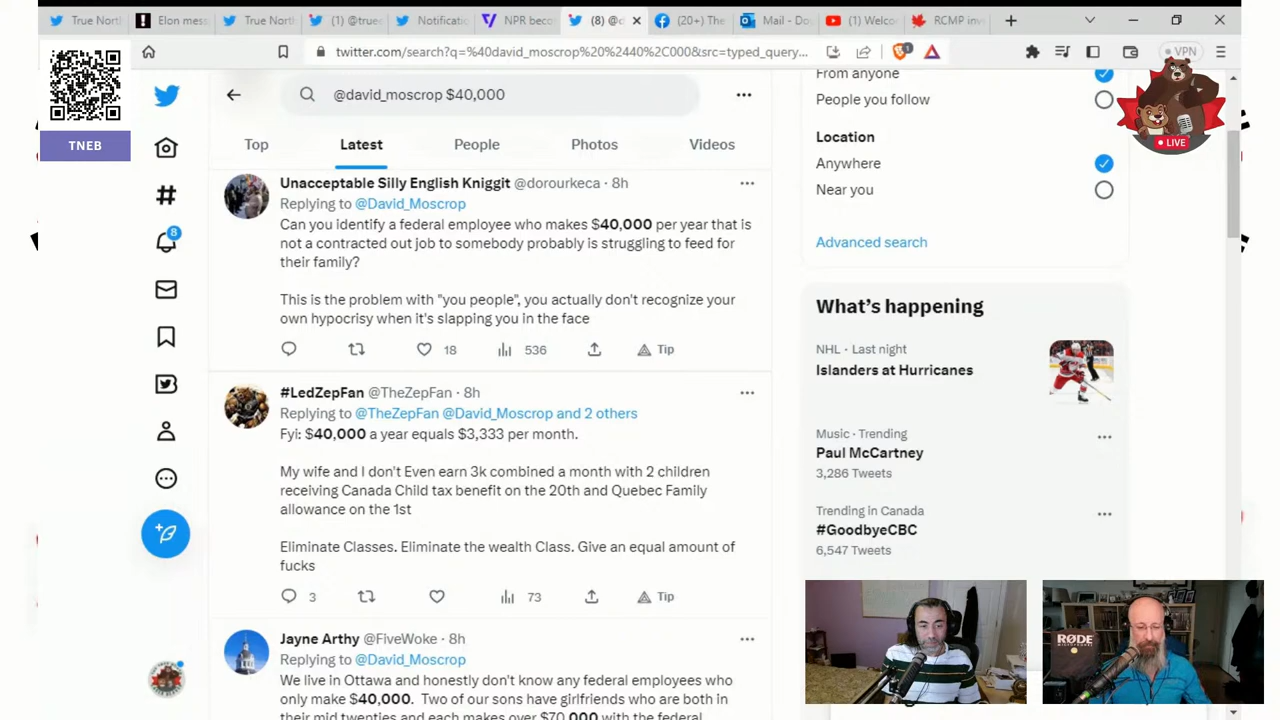 True North
Elon mess
True North
(1) @true
Notificatio
NPR beco
(8) @d
(20+) The
Mail - Do
(1) Welco
RCMP inv
twitter.com/search?q=%40david_moscrop%20%2440%2C000&src=typed_query...
1
VPN
TNEB
@david_moscrop $40,000
Top
Latest
People
Photos
Videos
8
Unacceptable Silly English Kniggit @dorourkeca · 8h
Replying to @David_Moscrop
Can you identify a federal employee who makes $40,000 per year that is
not a contracted out job to somebody probably is struggling to feed for
their family?
This is the problem with "you people", you actually don't recognize your
own hypocrisy when it's slapping you in the face
18
536
Tip
#LedZepFan @TheZepFan · 8h
Replying to @TheZepFan @David_Moscrop and 2 others
Fyi: $40,000 a year equals $3,333 per month.
My wife and I don't Even earn 3k combined a month with 2 children
receiving Canada Child tax benefit on the 20th and Quebec Family
allowance on the 1st
Eliminate Classes. Eliminate the wealth Class. Give an equal amount of
fucks
3
73
Tip
Jayne Arthy @FiveWoke · 8h
Replying to @David_Moscrop
We live in Ottawa and honestly don't know any federal employees who
only make $40,000. Two of our sons have girlfriends who are both in
their mid twenties and each makes over $70,000 with the federal
From anyone
People you follow
Location
Anywhere
Near you
Advanced search
LIVE
What's happening
NHL · Last night
Islanders at Hurricanes
Music · Trending
Paul McCartney
3,286 Tweets
Trending in Canada
#GoodbyeCBC
6,547 Tweets
RØDE